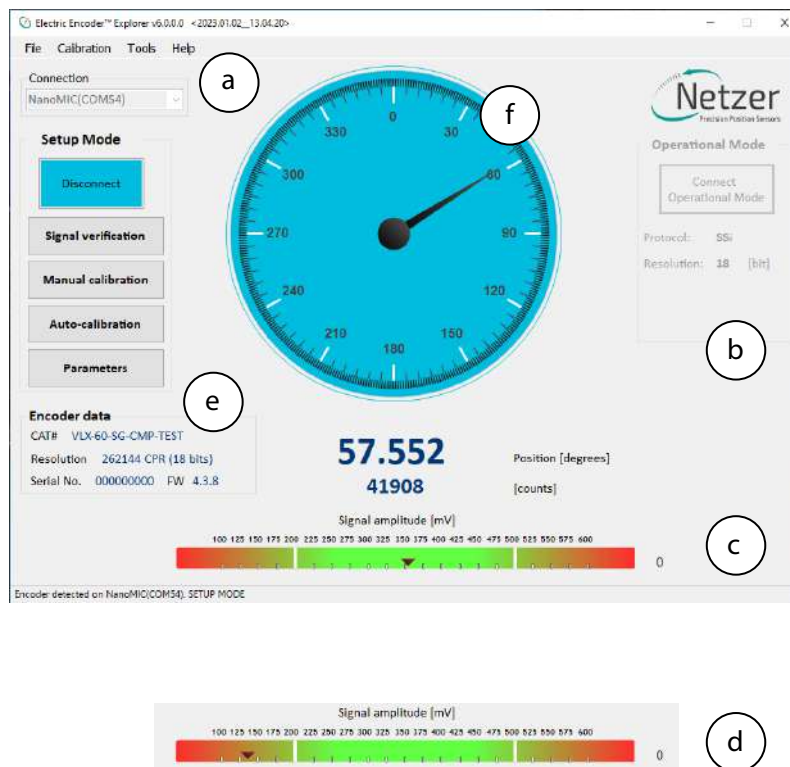 Electric Encoder™ Explorer v6.0.0.0 <2023.01.02__13.04.20>
File Calibration Tools Help
Connection
NanoMIC(COM54)
a
Setup Mode
Disconnect
Signal verification
Manual calibration
Auto-calibration
Parameters
e
Encoder data
CAT# VLX-60-SG-CMP-TEST
Resolution 262144 CPR (18 bits)
Serial No. 000000000 FW 4.3.8
f
0
30
60
90
120
150
180
210
240
270
300
330
Netzer
Precision Position Sensors
Operational Mode
Connect
Operational Mode
Protocol: SSi
Resolution: 18 [bit]
b
57.552 Position [degrees]
41908 [counts]
Signal amplitude [mV]
100 125 150 175 200 225 250 275 300 325 350 375 400 425 450 475 500 525 550 575 600
0
c
Encoder detected on NanoMIC(COM54). SETUP MODE
Signal amplitude [mV]
100 125 150 175 200 225 250 275 300 325 350 375 400 425 450 475 500 525 550 575 600
0
d